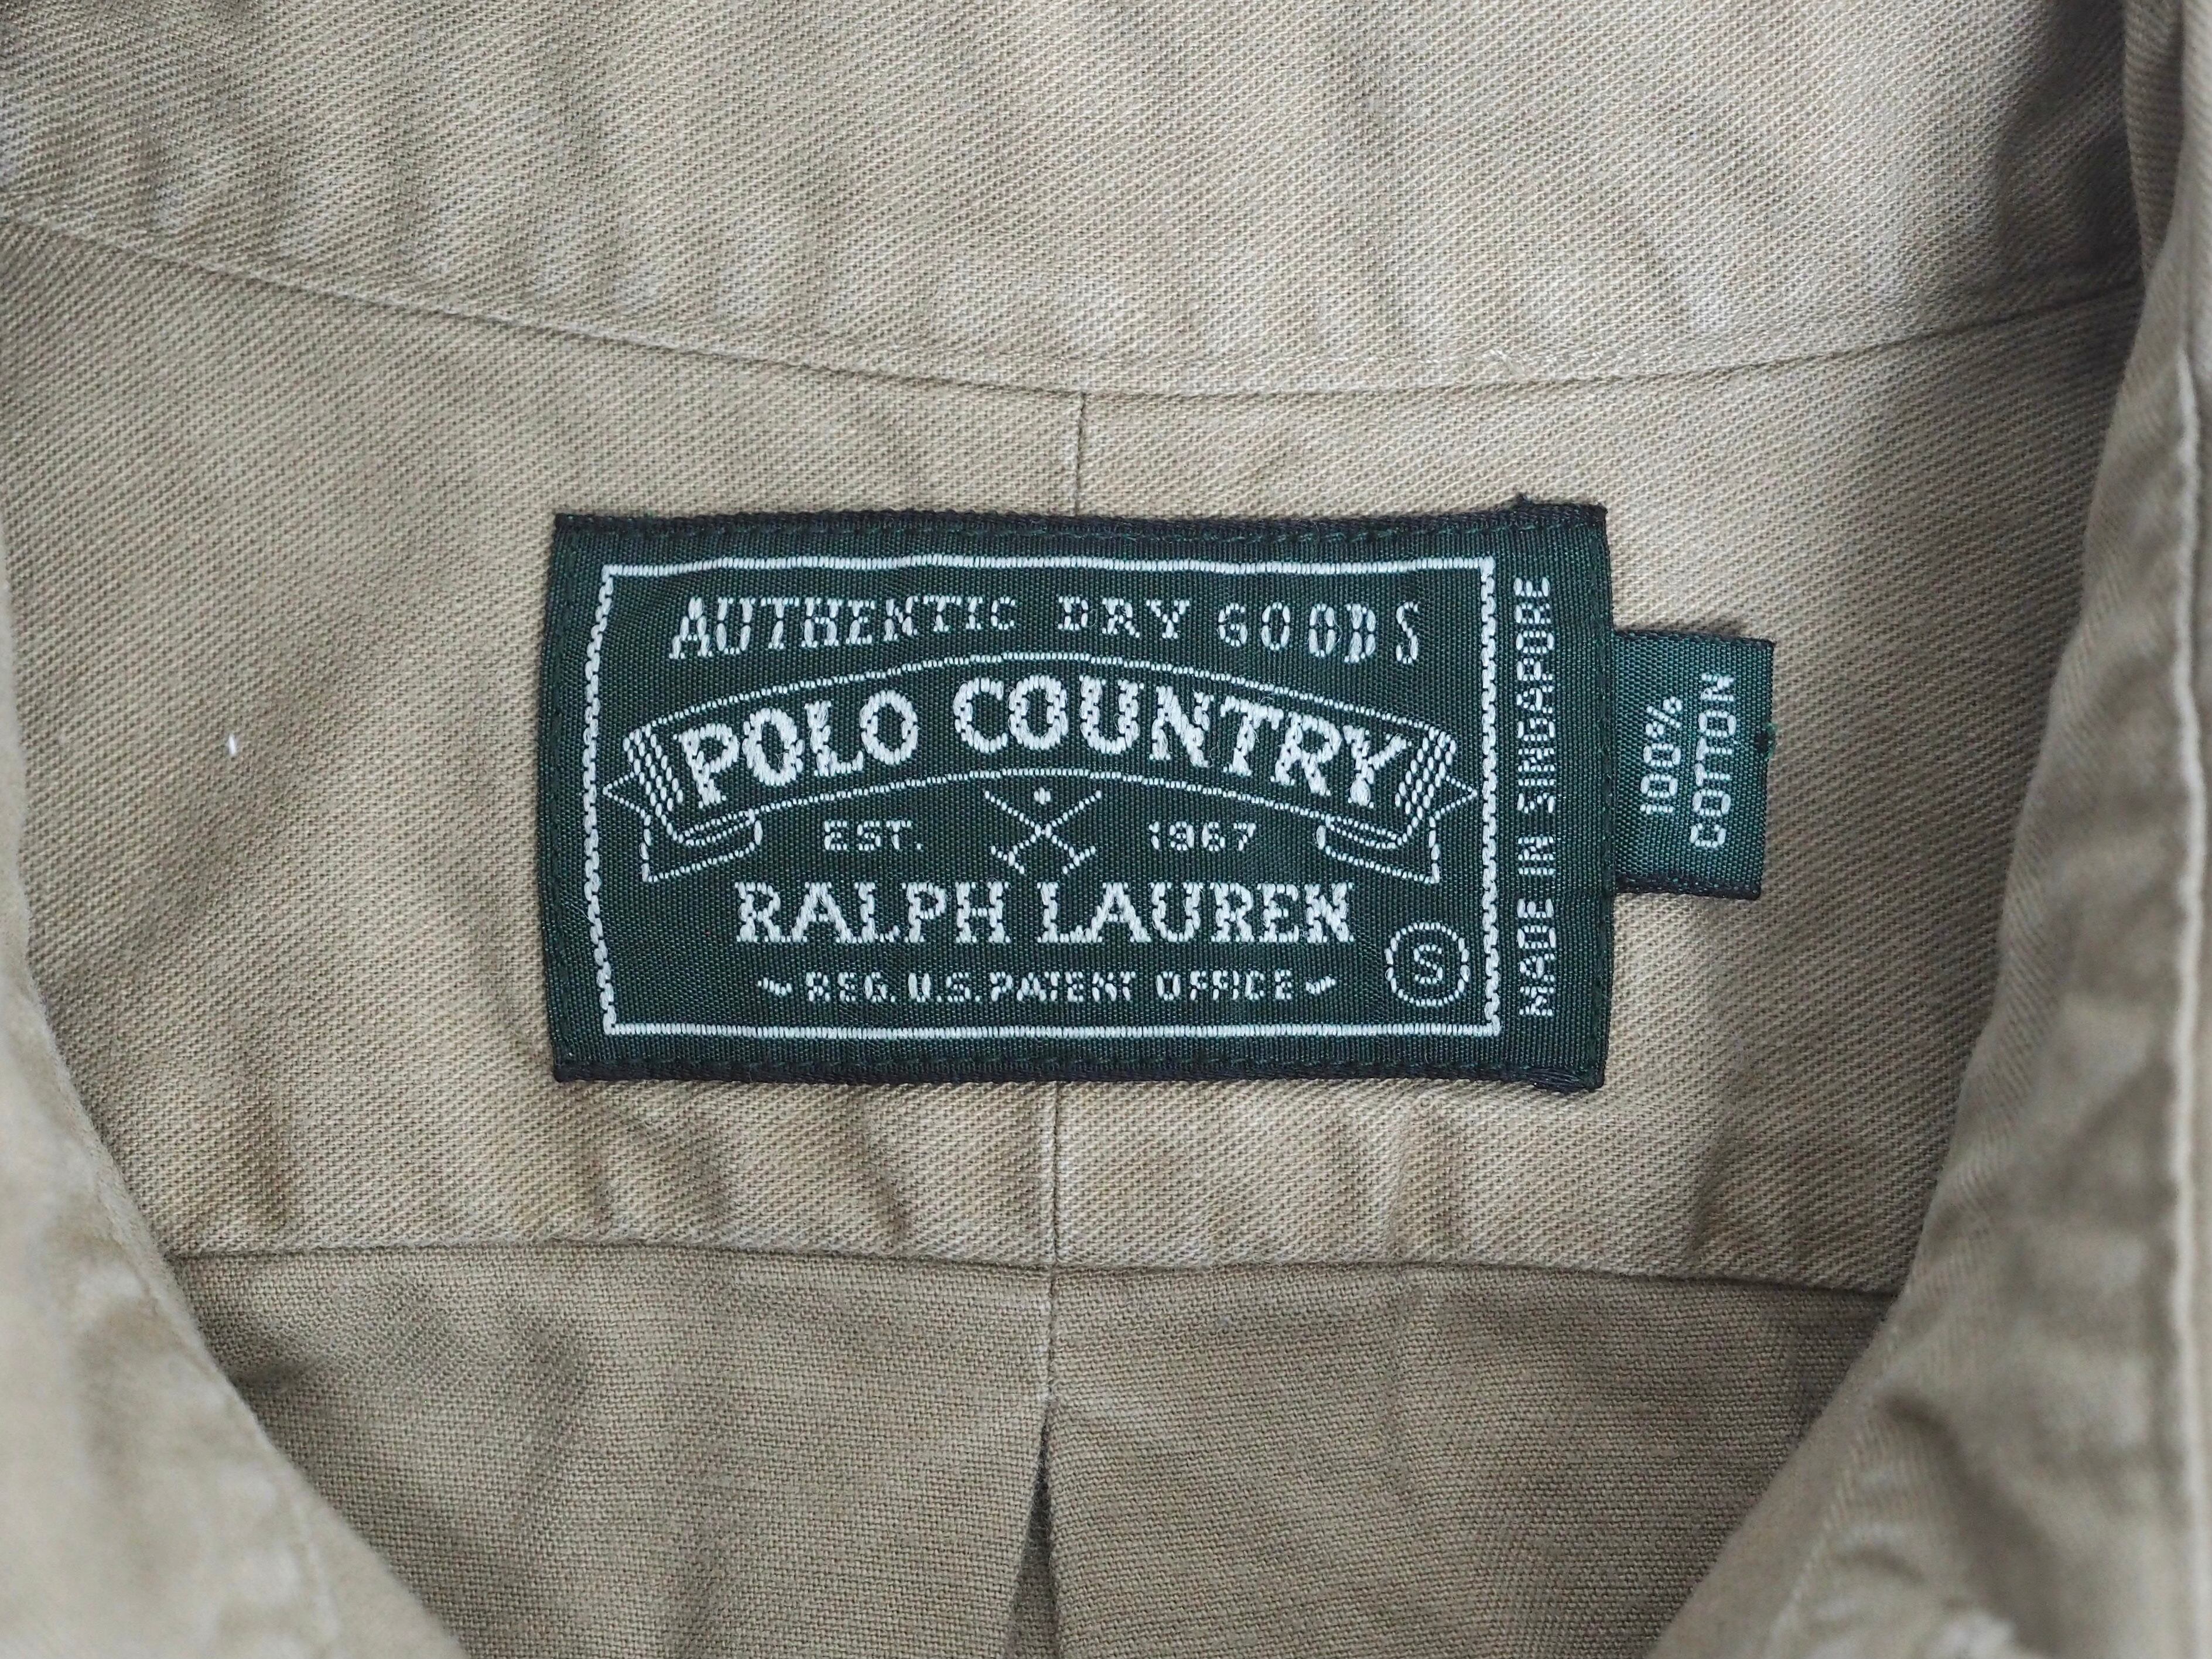 AUTHENTIC DRY GOODS
POLO COUNTRY
EST. 1967
RALPH LAUREN
REG. U.S. PATENT OFFICE
S
MADE IN SINGAPORE
100%
COTTON